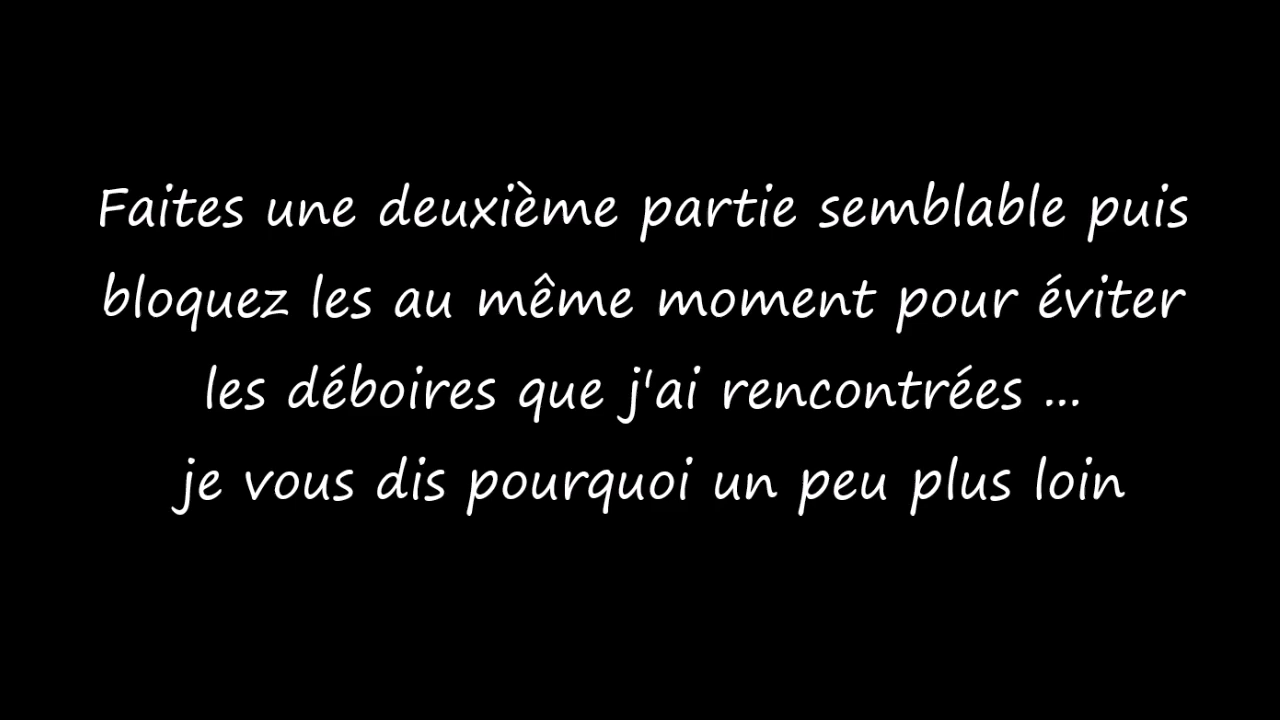 Faites une deuxième partie semblable puis
bloquez les au même moment pour éviter
les déboires que j'ai rencontrées ...
je vous dis pourquoi un peu plus loin